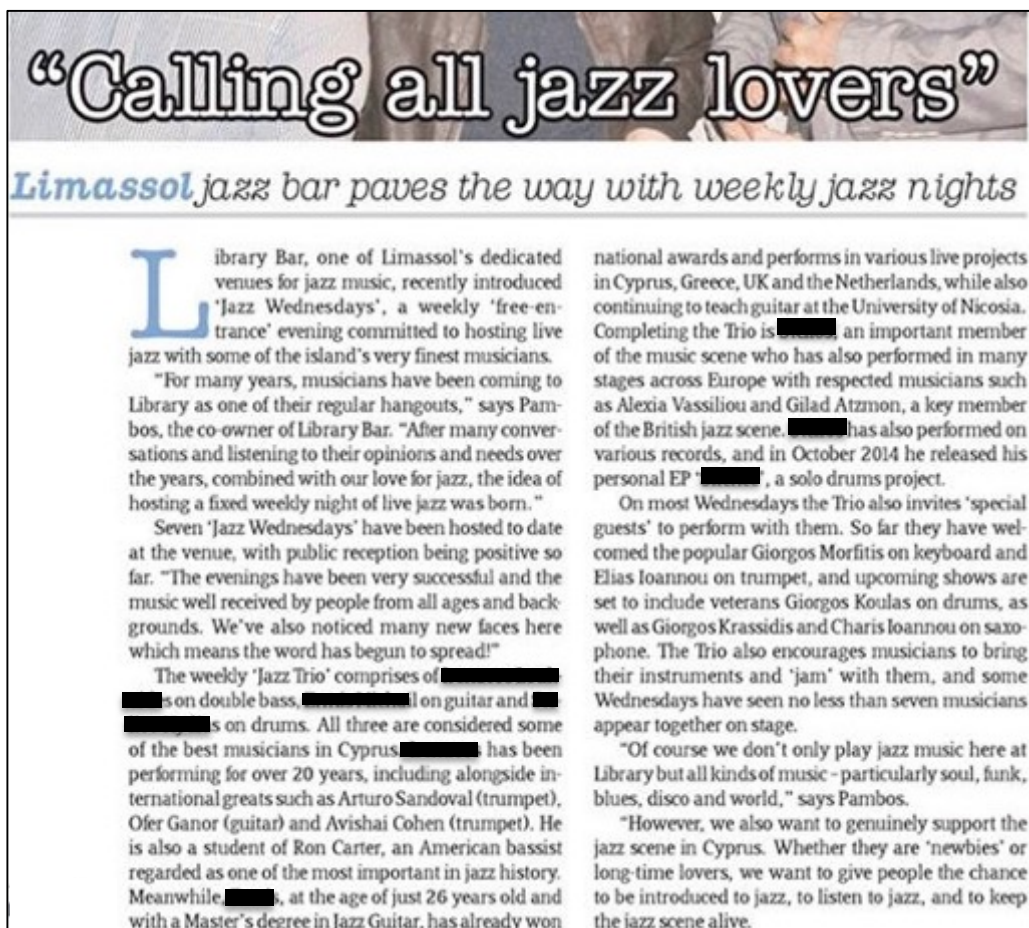 “Calling all jazz lovers”
Limassol jazz bar paves the way with weekly jazz nights
Library Bar, one of Limassol’s dedicated
venues for jazz music, recently introduced
‘Jazz Wednesdays’, a weekly ‘free-en-
trance’ evening committed to hosting live
jazz with some of the island’s very finest musicians.
“For many years, musicians have been coming to
Library as one of their regular hangouts,” says Pam-
bos, the co-owner of Library Bar. “After many conver-
sations and listening to their opinions and needs over
the years, combined with our love for jazz, the idea of
hosting a fixed weekly night of live jazz was born.”
Seven ‘Jazz Wednesdays’ have been hosted to date
at the venue, with public reception being positive so
far. “The evenings have been very successful and the
music well received by people from all ages and back-
grounds. We’ve also noticed many new faces here
which means the word has begun to spread!”
The weekly ‘Jazz Trio’ comprises of
s on double bass, l on guitar and
s on drums. All three are considered some
of the best musicians in Cyprus. has been
performing for over 20 years, including alongside in-
ternational greats such as Arturo Sandoval (trumpet),
Ofer Ganor (guitar) and Avishai Cohen (trumpet). He
is also a student of Ron Carter, an American bassist
regarded as one of the most important in jazz history.
Meanwhile, s, at the age of just 26 years old and
with a Master’s degree in Jazz Guitar, has already won
national awards and performs in various live projects
in Cyprus, Greece, UK and the Netherlands, while also
continuing to teach guitar at the University of Nicosia.
Completing the Trio is , an important member
of the music scene who has also performed in many
stages across Europe with respected musicians such
as Alexia Vassiliou and Gilad Atzmon, a key member
of the British jazz scene. has also performed on
various records, and in October 2014 he released his
personal EP ‘ ’, a solo drums project.
On most Wednesdays the Trio also invites ‘special
guests’ to perform with them. So far they have wel-
comed the popular Giorgos Morfitis on keyboard and
Elias Ioannou on trumpet, and upcoming shows are
set to include veterans Giorgos Koulas on drums, as
well as Giorgos Krassidis and Charis Ioannou on saxo-
phone. The Trio also encourages musicians to bring
their instruments and ‘jam’ with them, and some
Wednesdays have seen no less than seven musicians
appear together on stage.
“Of course we don’t only play jazz music here at
Library but all kinds of music – particularly soul, funk,
blues, disco and world,” says Pambos.
“However, we also want to genuinely support the
jazz scene in Cyprus. Whether they are ‘newbies’ or
long-time lovers, we want to give people the chance
to be introduced to jazz, to listen to jazz, and to keep
the jazz scene alive.